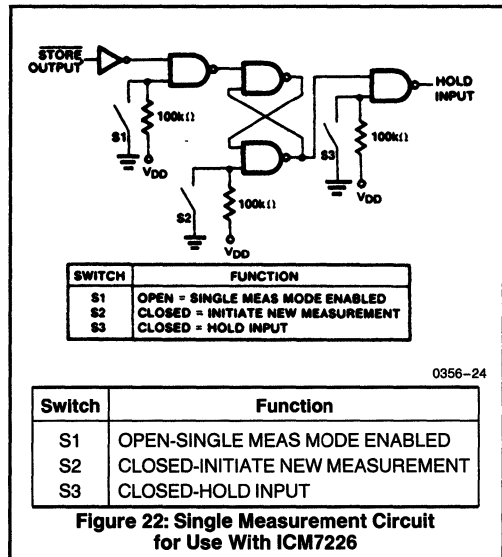 STORE
OUTPUT
HOLD
INPUT
100kΩ
S1
VDD
100kΩ
S3
VDD
100kΩ
S2
VDD
SWITCH FUNCTION
S1 OPEN = SINGLE MEAS MODE ENABLED
S2 CLOSED = INITIATE NEW MEASUREMENT
S3 CLOSED = HOLD INPUT
0356–24
Switch Function
S1 OPEN-SINGLE MEAS MODE ENABLED
S2 CLOSED-INITIATE NEW MEASUREMENT
S3 CLOSED-HOLD INPUT
Figure 22: Single Measurement Circuit
for Use With ICM7226